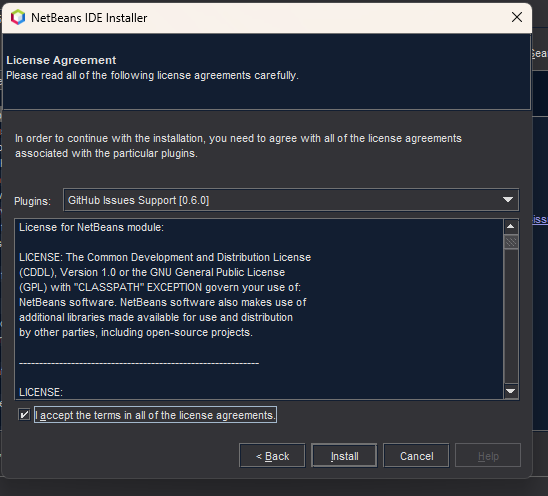 NetBeans IDE Installer
License Agreement
Please read all of the following license agreements carefully.
In order to continue with the installation, you need to agree with all of the license agreements
associated with the particular plugins.
Plugins: GitHub Issues Support [0.6.0]
License for NetBeans module:
LICENSE: The Common Development and Distribution License
(CDDL), Version 1.0 or the GNU General Public License
(GPL) with "CLASSPATH" EXCEPTION govern your use of:
NetBeans software. NetBeans software also makes use of
additional libraries made available for use and distribution
by other parties, including open-source projects.
------------------------------------------------------------
LICENSE:
I accept the terms in all of the license agreements.
< Back Install Cancel Help